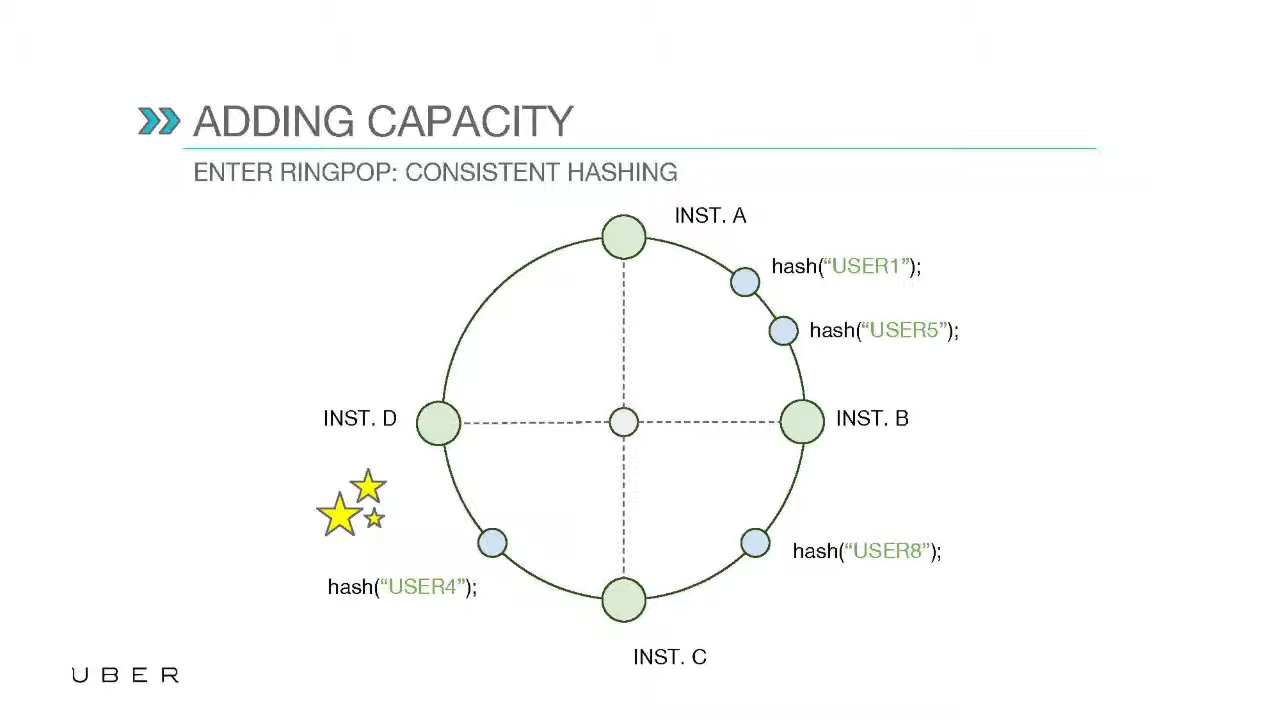 ADDING CAPACITY
ENTER RINGPOP: CONSISTENT HASHING
INST. A
hash(“USER1”);
hash(“USER5”);
INST. D
INST. B
hash(“USER8”);
hash(“USER4”);
INST. C
UBER